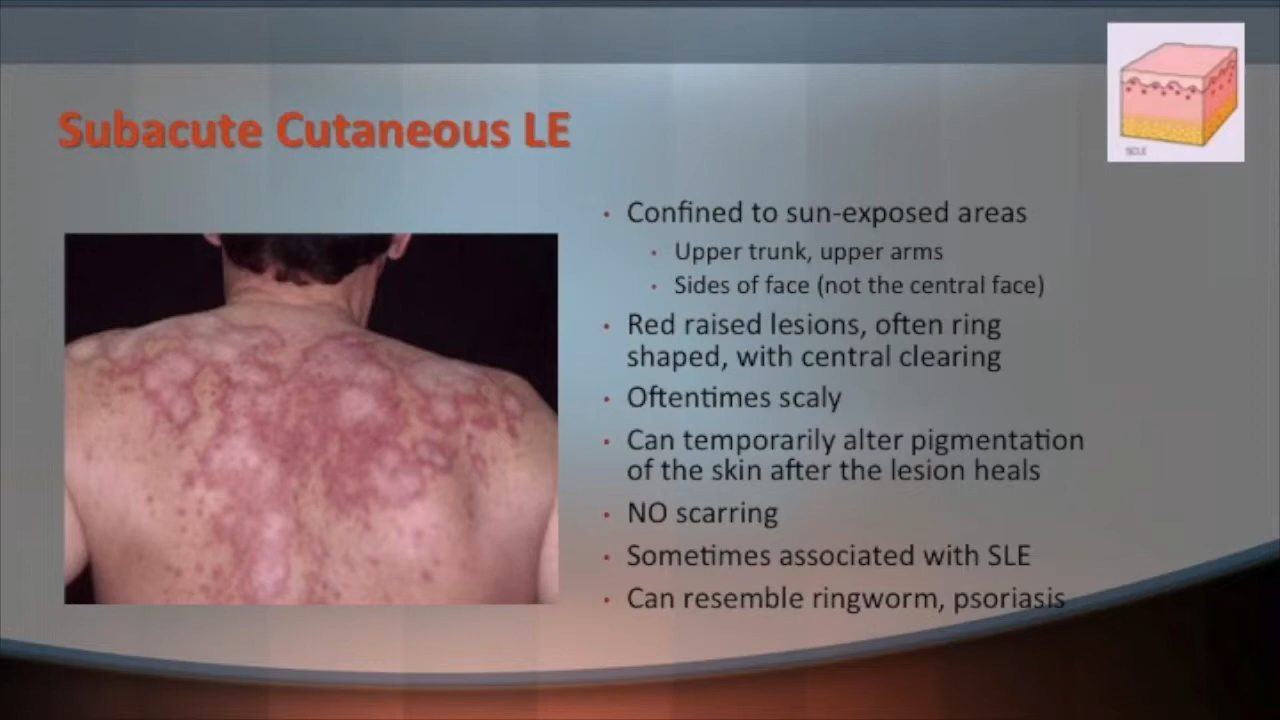 Subacute Cutaneous LE
SCLE
• Confined to sun-exposed areas
• Upper trunk, upper arms
• Sides of face (not the central face)
• Red raised lesions, often ring
shaped, with central clearing
• Oftentimes scaly
• Can temporarily alter pigmentation
of the skin after the lesion heals
• NO scarring
• Sometimes associated with SLE
• Can resemble ringworm, psoriasis